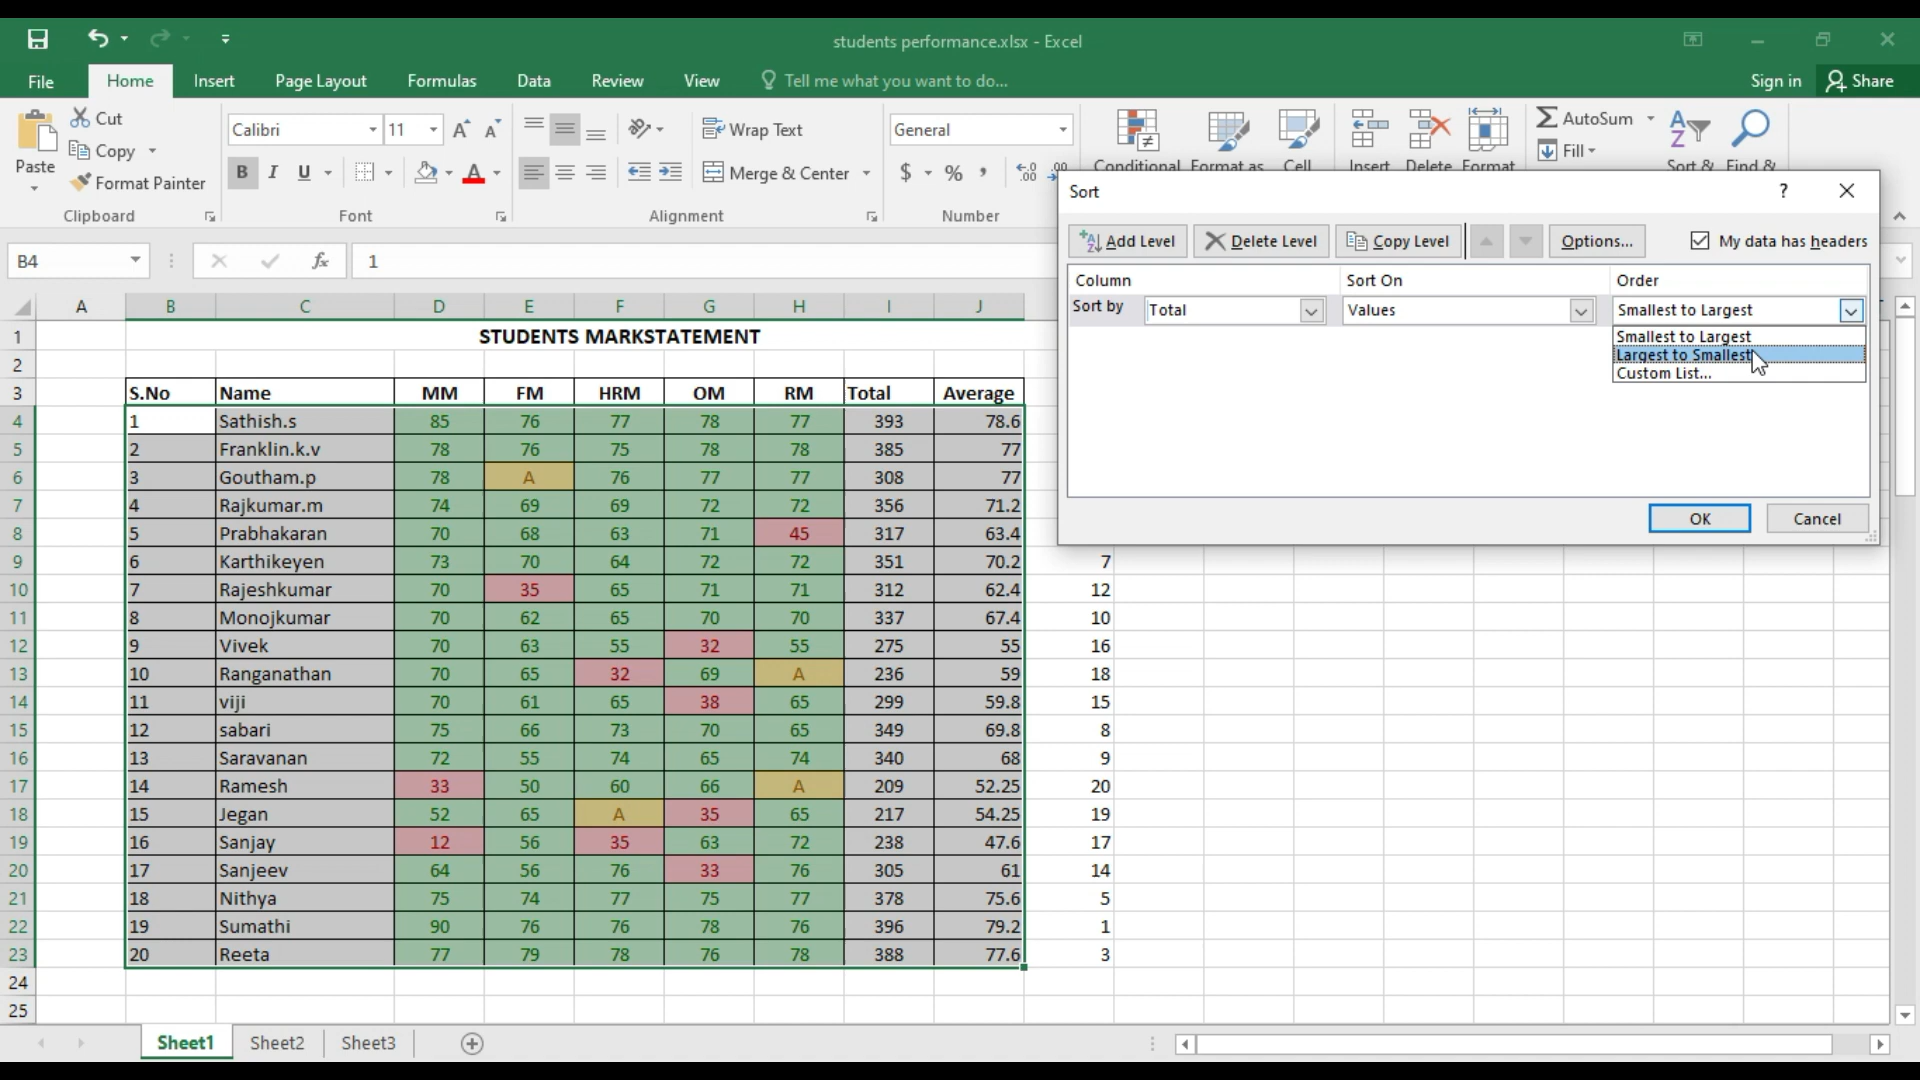 students performance.xlsx - Excel
File Home Insert Page Layout Formulas Data Review View Tell me what you want to do... Sign in Share
Paste Cut Copy Format Painter
Clipboard
Calibri 11 A A
B I U A
Font
Wrap Text
Merge & Center
Alignment
General
$ % ,
Number
Conditional Format as Cell Insert Delete Format
AutoSum
Fill
Sort & Find &
B4 fx 1
Sort ?
Add Level Delete Level Copy Level Options... My data has headers
Column Sort On Order
Sort by Total Values Smallest to Largest
Smallest to Largest
Largest to Smallest
Custom List...
OK Cancel
A B C D E F G H I J
1 STUDENTS MARKSTATEMENT
2
3 S.No Name MM FM HRM OM RM Total Average
4 1 Sathish.s 85 76 77 78 77 393 78.6
5 2 Franklin.k.v 78 76 75 78 78 385 77
6 3 Goutham.p 78 A 76 77 77 308 77
7 4 Rajkumar.m 74 69 69 72 72 356 71.2
8 5 Prabhakaran 70 68 63 71 45 317 63.4
9 6 Karthikeyen 73 70 64 72 72 351 70.2 7
10 7 Rajeshkumar 70 35 65 71 71 312 62.4 12
11 8 Monojkumar 70 62 65 70 70 337 67.4 10
12 9 Vivek 70 63 55 32 55 275 55 16
13 10 Ranganathan 70 65 32 69 A 236 59 18
14 11 viji 70 61 65 38 65 299 59.8 15
15 12 sabari 75 66 73 70 65 349 69.8 8
16 13 Saravanan 72 55 74 65 74 340 68 9
17 14 Ramesh 33 50 60 66 A 209 52.25 20
18 15 Jegan 52 65 A 35 65 217 54.25 19
19 16 Sanjay 12 56 35 63 72 238 47.6 17
20 17 Sanjeev 64 56 76 33 76 305 61 14
21 18 Nithya 75 74 77 75 77 378 75.6 5
22 19 Sumathi 90 76 76 78 76 396 79.2 1
23 20 Reeta 77 79 78 76 78 388 77.6 3
24
25
Sheet1 Sheet2 Sheet3